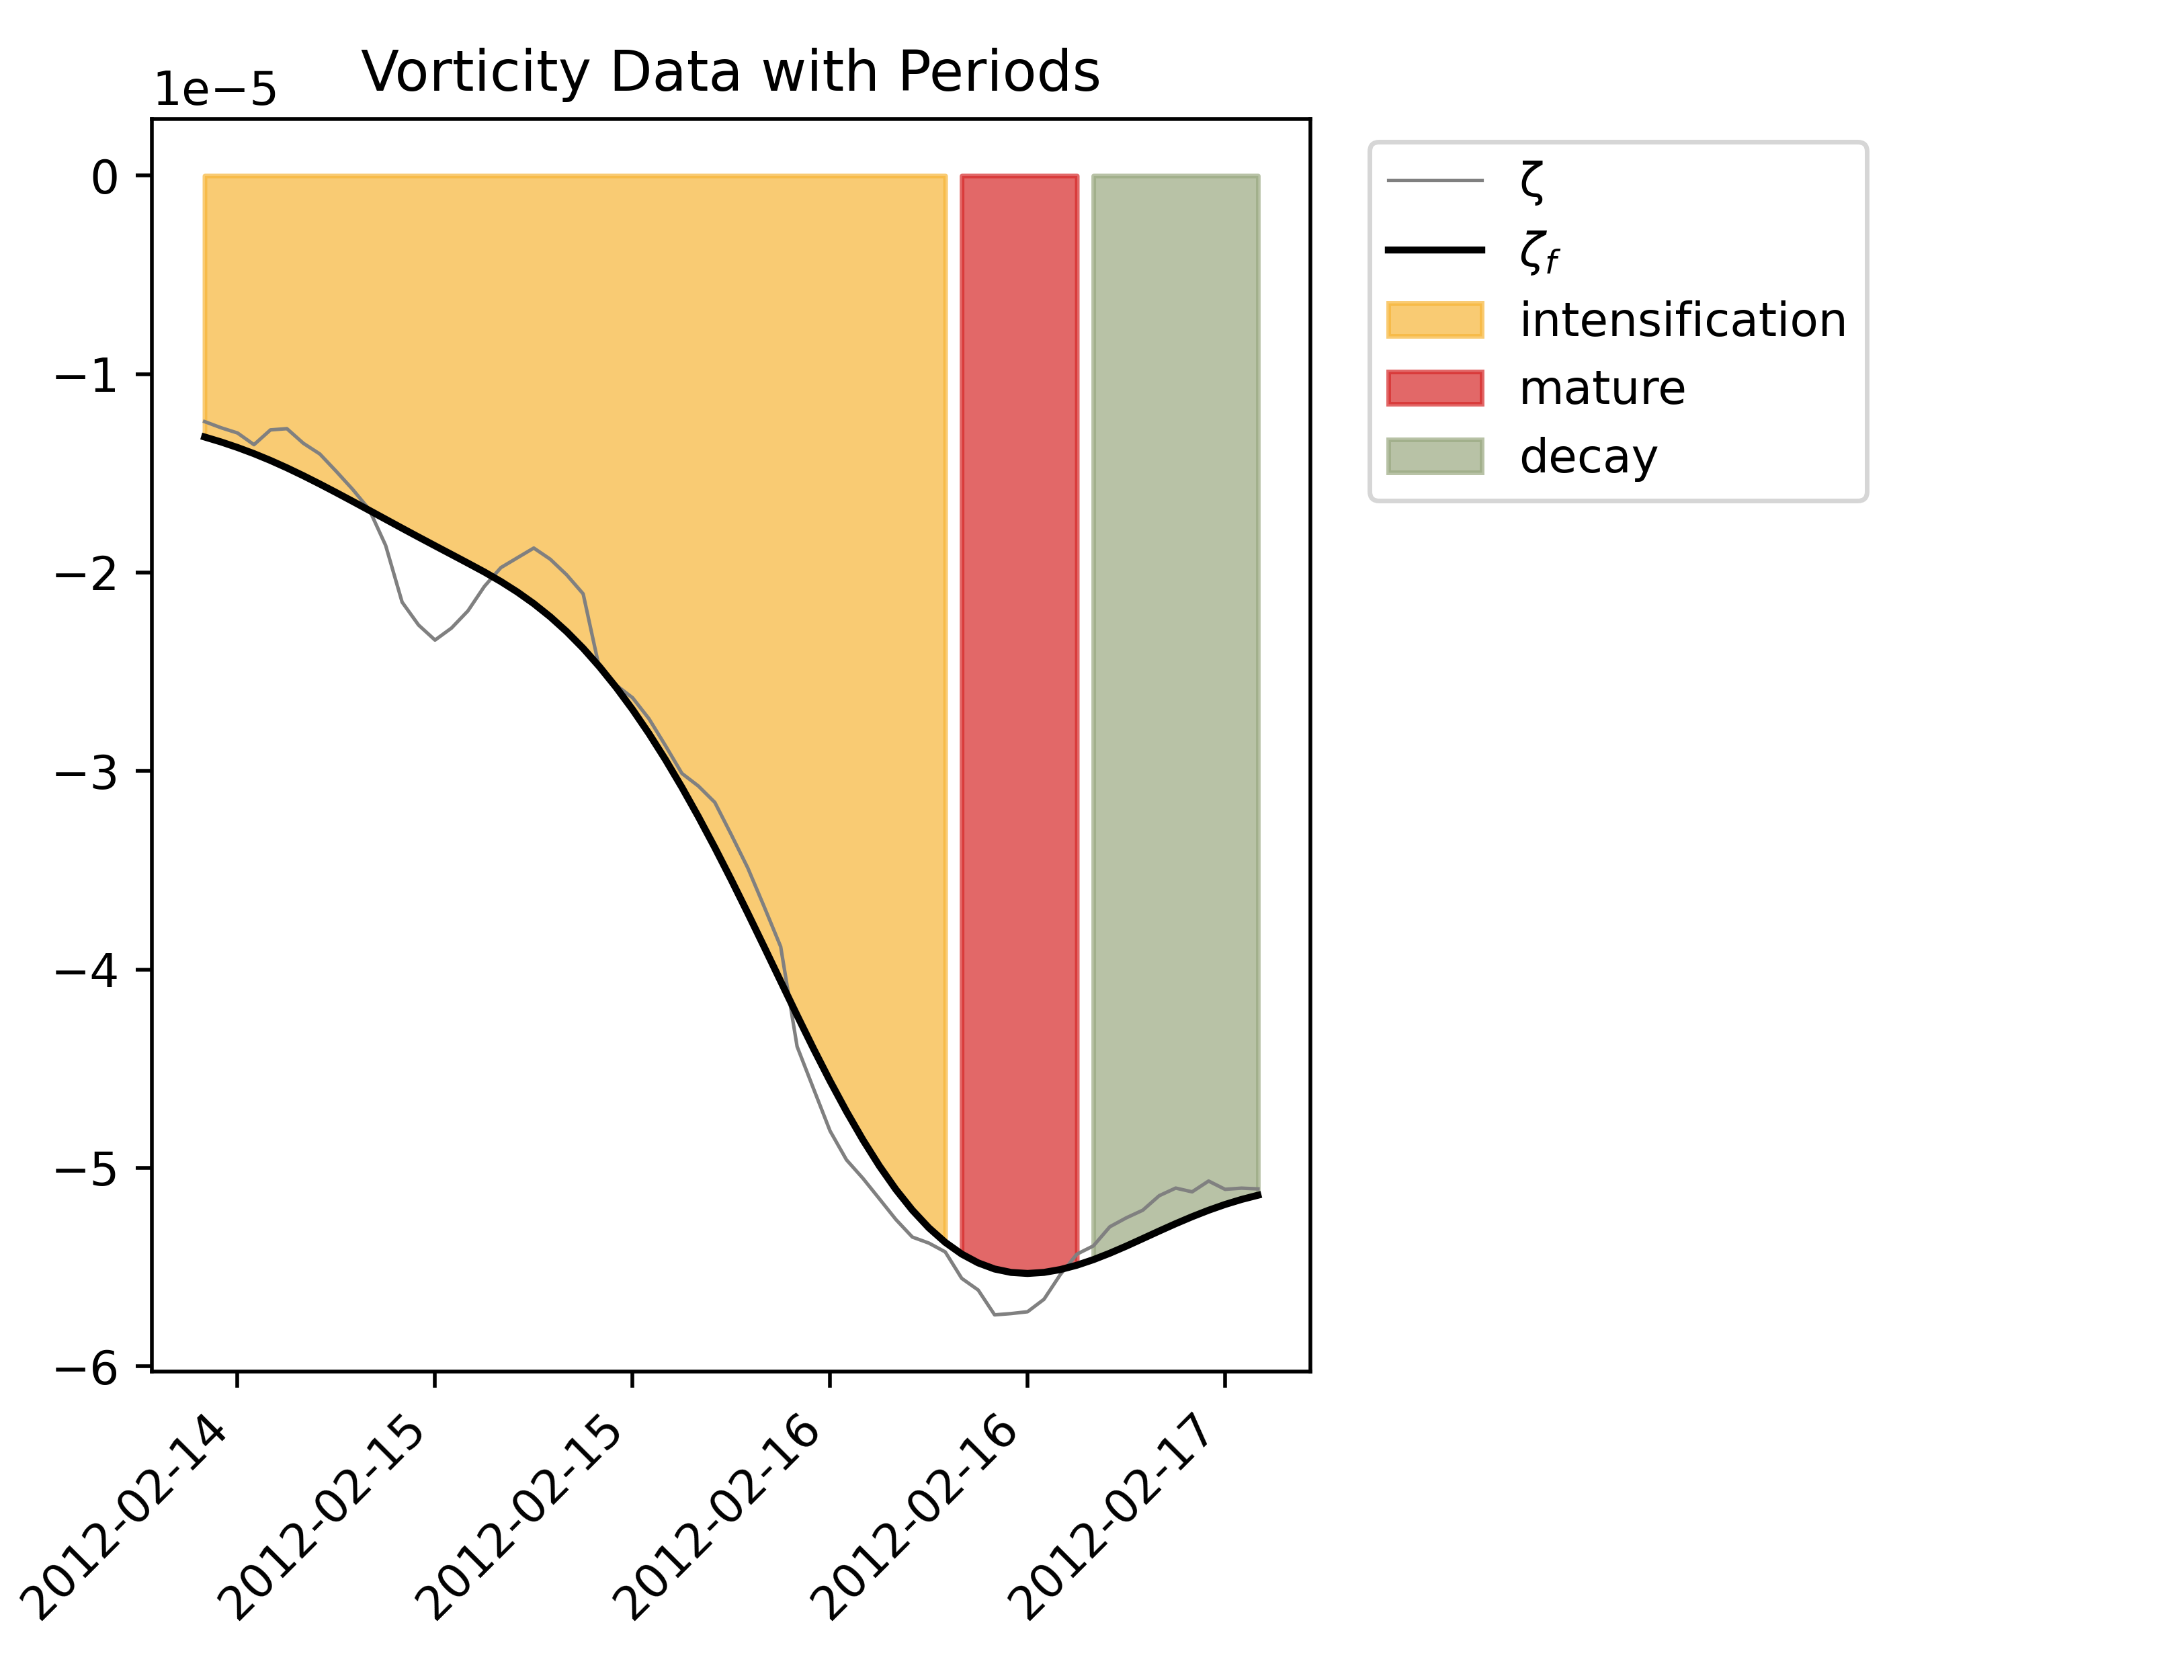 Vorticity Data with Periods
1e−5
0
−1
−2
−3
−4
−5
−6
2012-02-14
2012-02-15
2012-02-15
2012-02-16
2012-02-16
2012-02-17
ζ
ζf
intensification
mature
decay